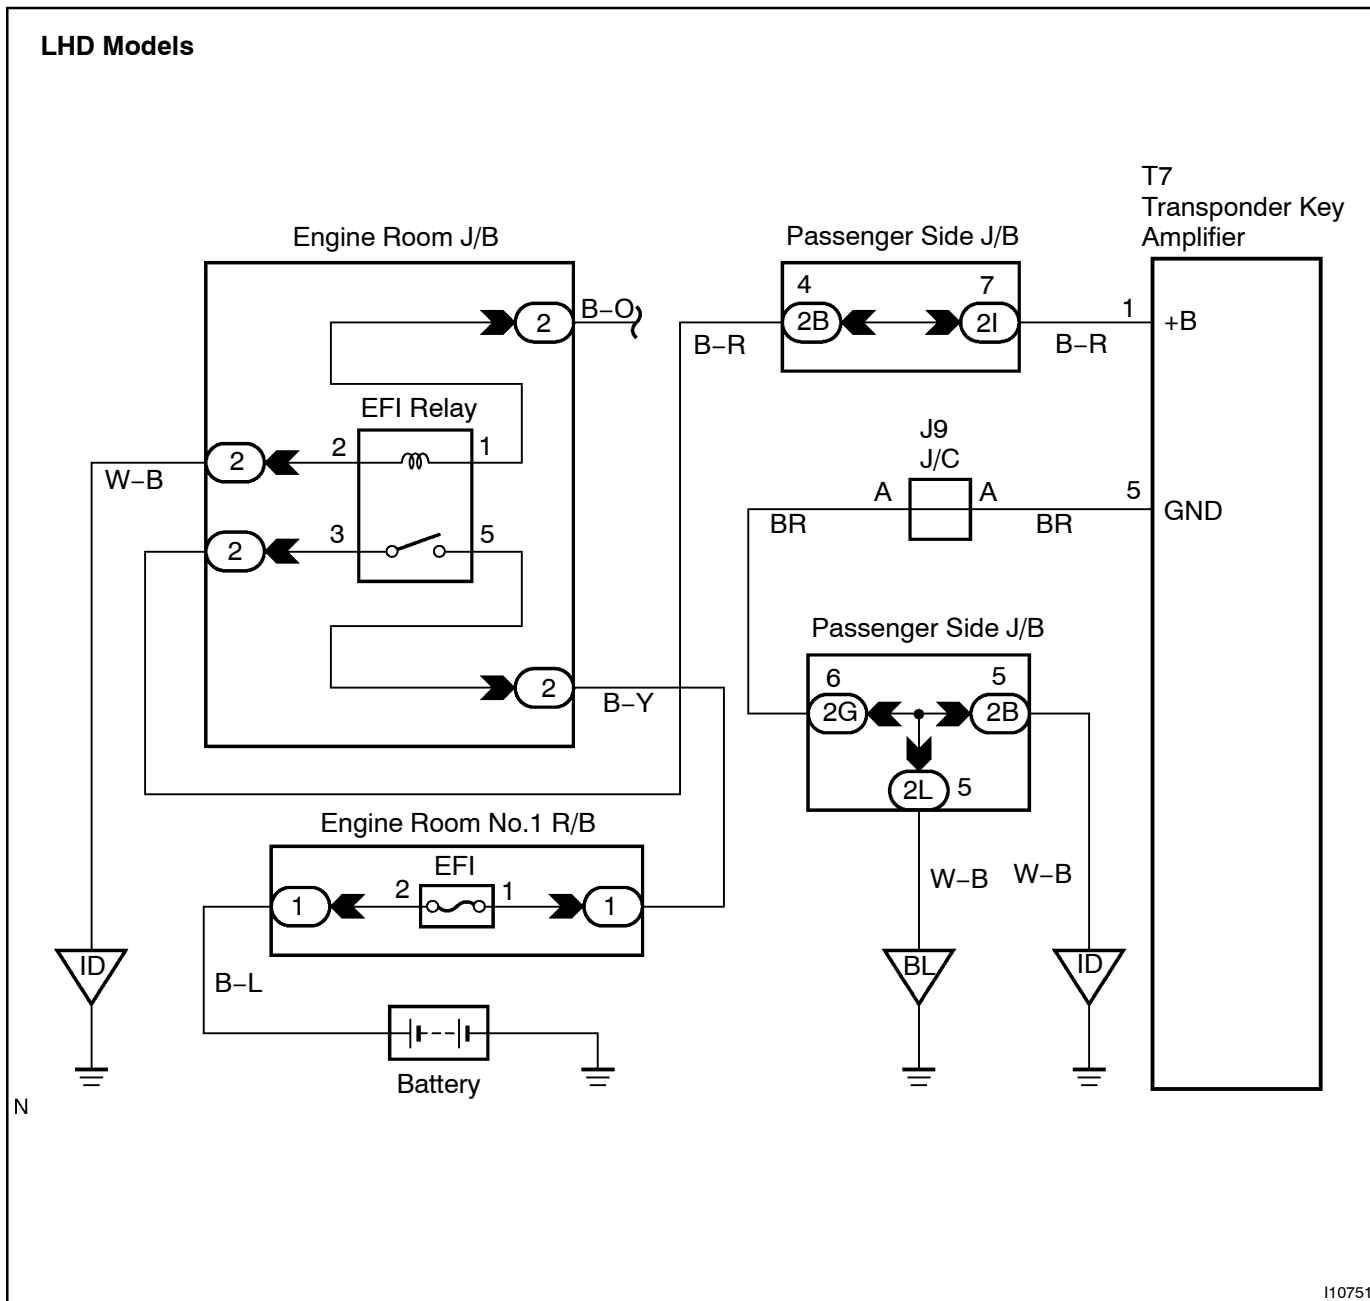 LHD Models
T7
Transponder Key
Amplifier
Engine Room J/B
Passenger Side J/B
4
7
2
B–O
2B
2I
1
+B
B–R
B–R
EFI Relay
J9
J/C
2
2
1
W–B
A
A
5
GND
BR
BR
2
3
5
Passenger Side J/B
6
5
2
B–Y
2G
2B
2L
5
Engine Room No.1 R/B
EFI
1
2
1
1
W–B
W–B
ID
B–L
BL
ID
Battery
N
I10751